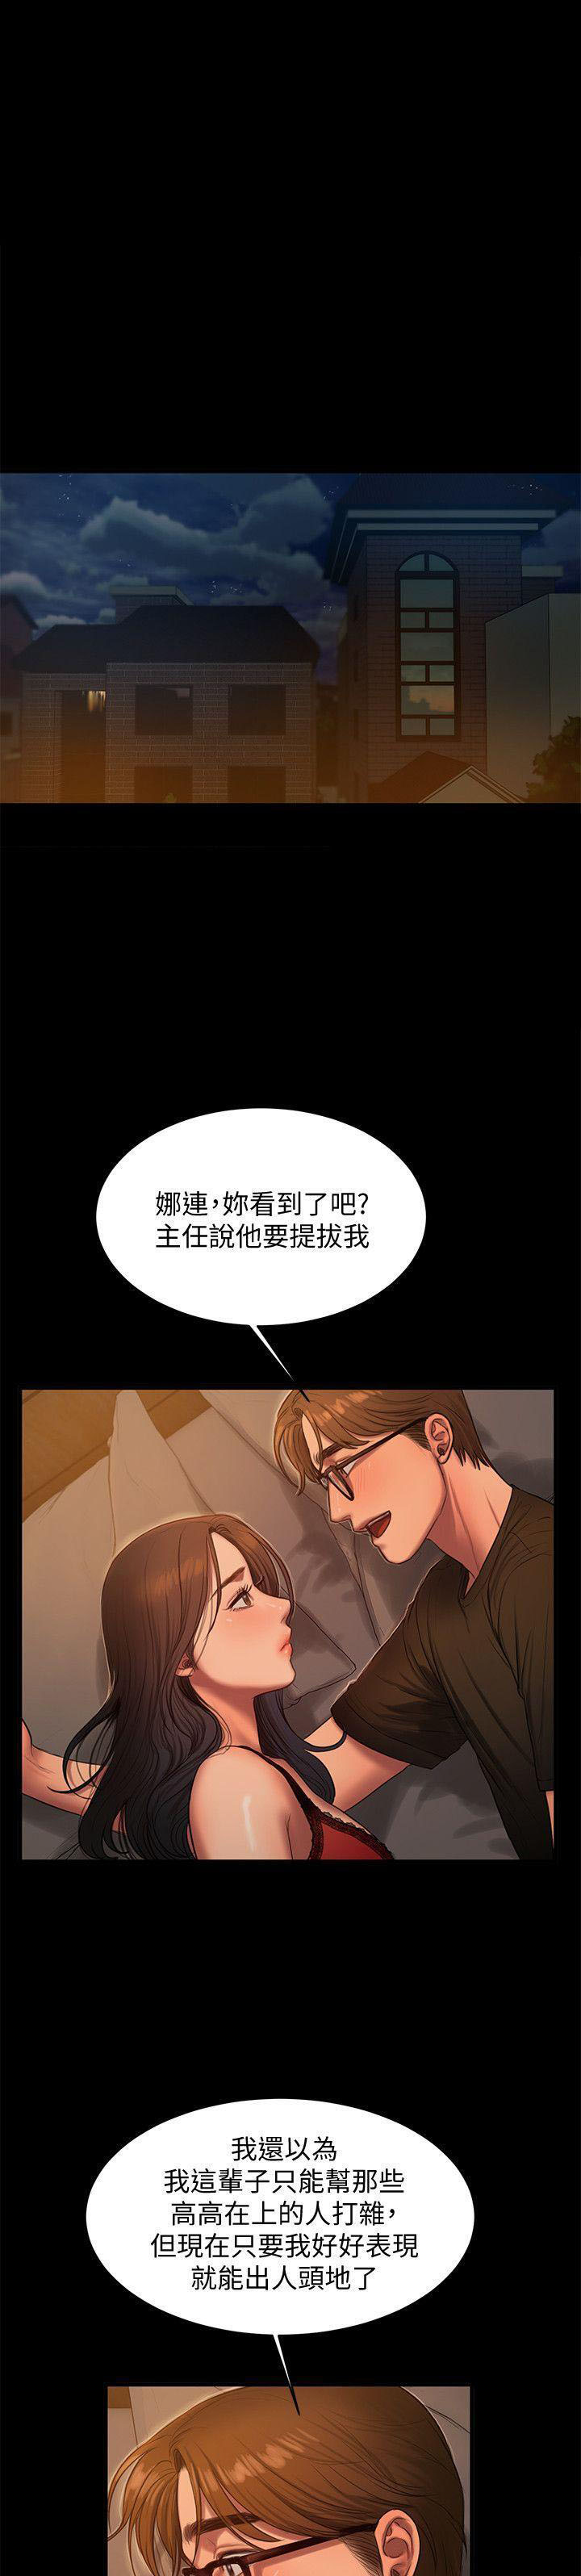 娜連,妳看到了吧?
主任說他要提拔我
我還以為
我這輩子只能幫那些
高高在上的人打雜,
但現在只要我好好表現
就能出人頭地了